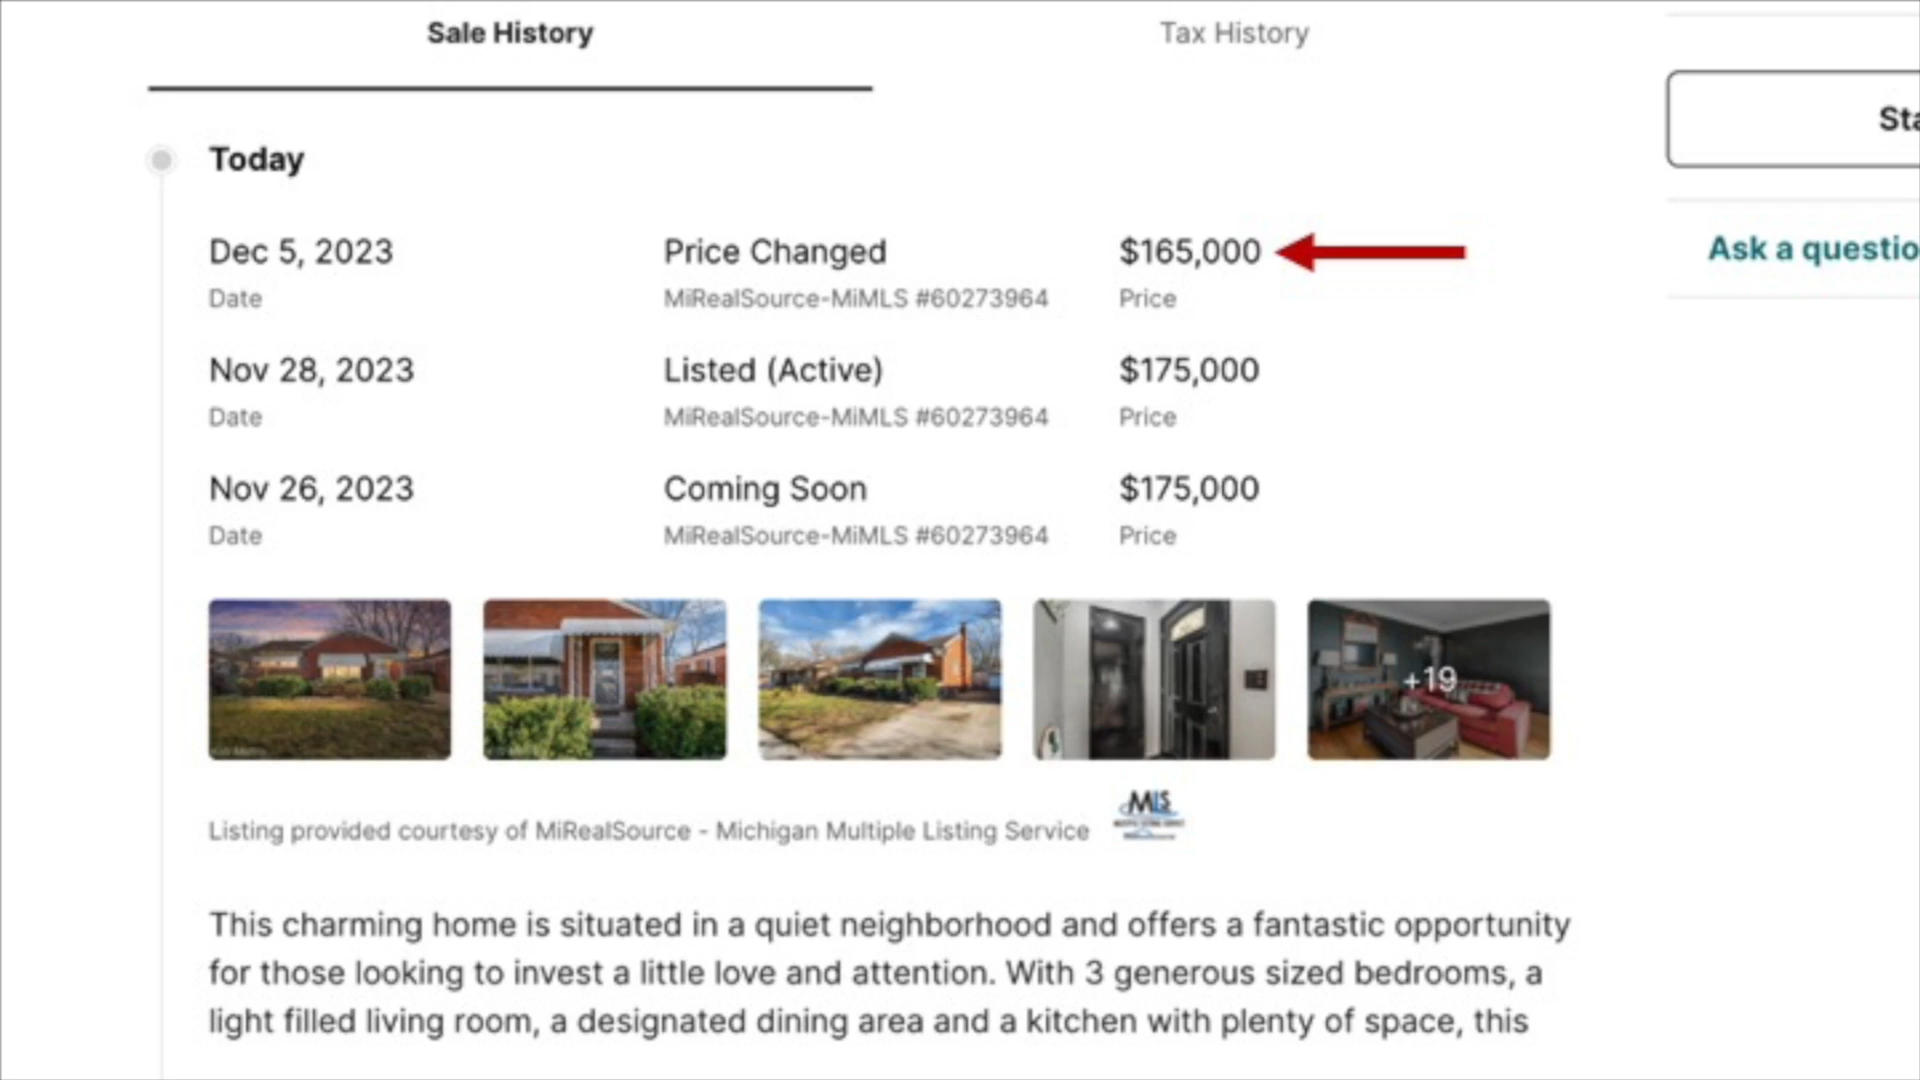 Sale History
Tax History
Sta
Today
Dec 5, 2023
Price Changed
$165,000
Date
MiRealSource-MiMLS #60273964
Price
Ask a questio
Nov 28, 2023
Listed (Active)
$175,000
Date
MiRealSource-MiMLS #60273964
Price
Nov 26, 2023
Coming Soon
$175,000
Date
MiRealSource-MiMLS #60273964
Price
+19
Listing provided courtesy of MiRealSource - Michigan Multiple Listing Service
MLS
This charming home is situated in a quiet neighborhood and offers a fantastic opportunity
for those looking to invest a little love and attention. With 3 generous sized bedrooms, a
light filled living room, a designated dining area and a kitchen with plenty of space, this